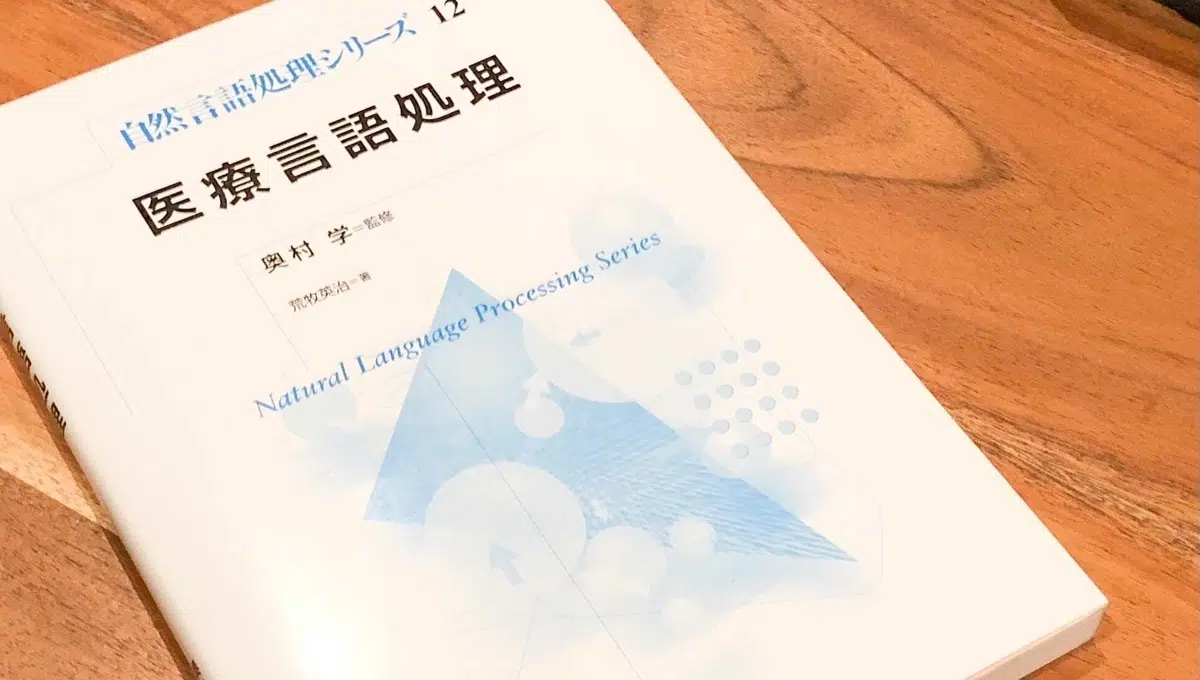 自然言語処理シリーズ 12
医療言語処理
奥村 学=監修
荒牧英治=著
Natural Language Processing Series